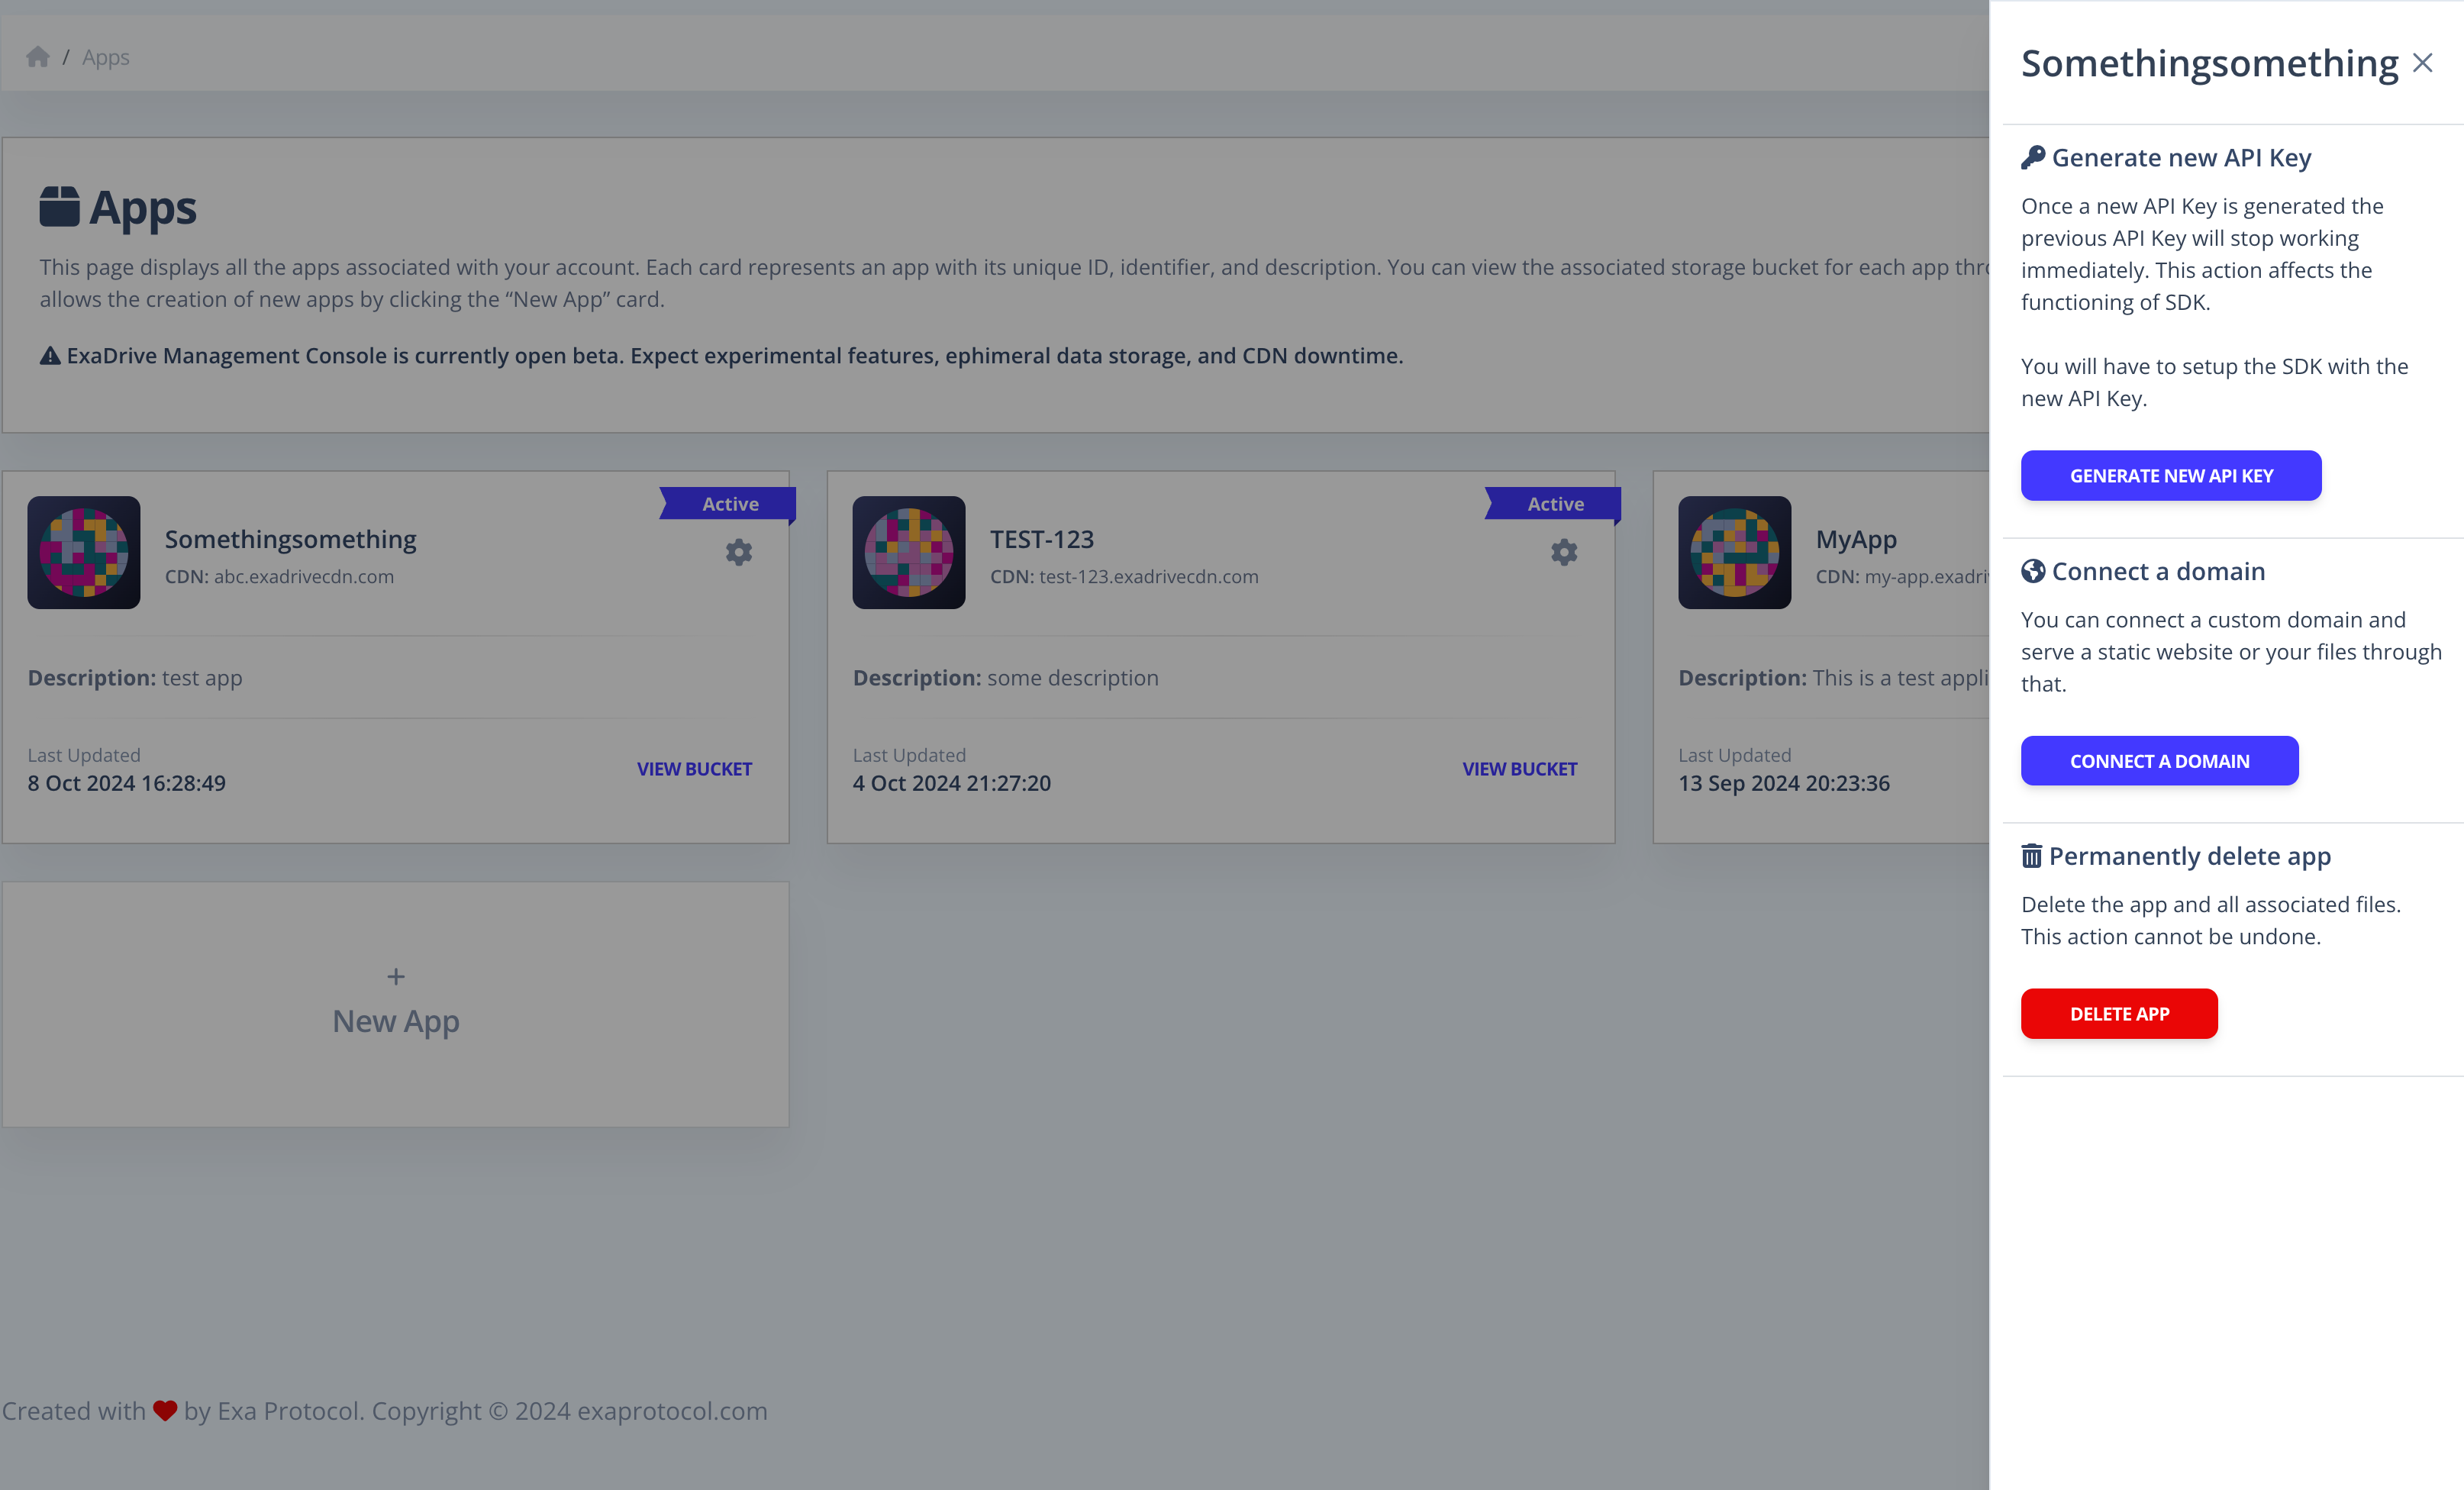 / Apps
Apps
This page displays all the apps associated with your account. Each card represents an app with its unique ID, identifier, and description. You can view the associated storage bucket for each app
allows the creation of new apps by clicking the “New App” card.
ExaDrive Management Console is currently open beta. Expect experimental features, ephimeral data storage, and CDN downtime.
Active
Somethingsomething
CDN: abc.exadrivecdn.com
Description: test app
Last Updated
8 Oct 2024 16:28:49
VIEW BUCKET
Active
TEST-123
CDN: test-123.exadrivecdn.com
Description: some description
Last Updated
4 Oct 2024 21:27:20
VIEW BUCKET
MyApp
CDN: my-app.exadri
Description: This is a test appli
Last Updated
13 Sep 2024 20:23:36
+
New App
Created with by Exa Protocol. Copyright © 2024 exaprotocol.com
Somethingsomething
Generate new API Key
Once a new API Key is generated the
previous API Key will stop working
immediately. This action affects the
functioning of SDK.
You will have to setup the SDK with the
new API Key.
GENERATE NEW API KEY
Connect a domain
You can connect a custom domain and
serve a static website or your files through
that.
CONNECT A DOMAIN
Permanently delete app
Delete the app and all associated files.
This action cannot be undone.
DELETE APP